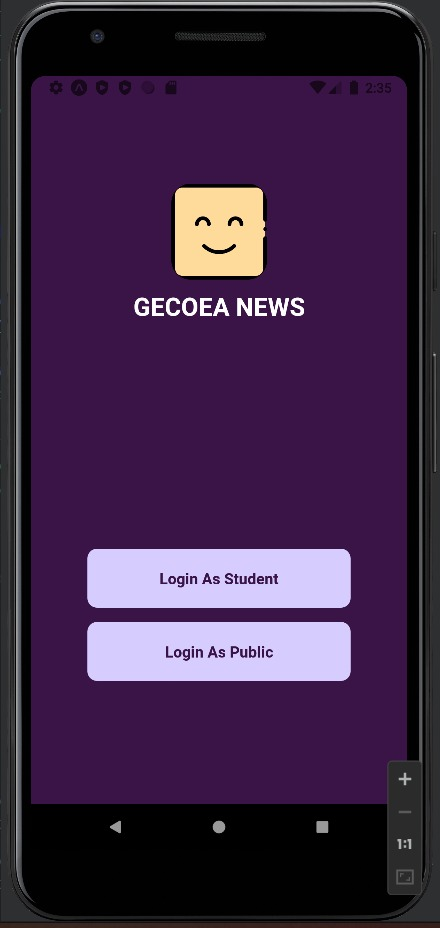 2:35
GECOEA NEWS
Login As Student
Login As Public
1:1